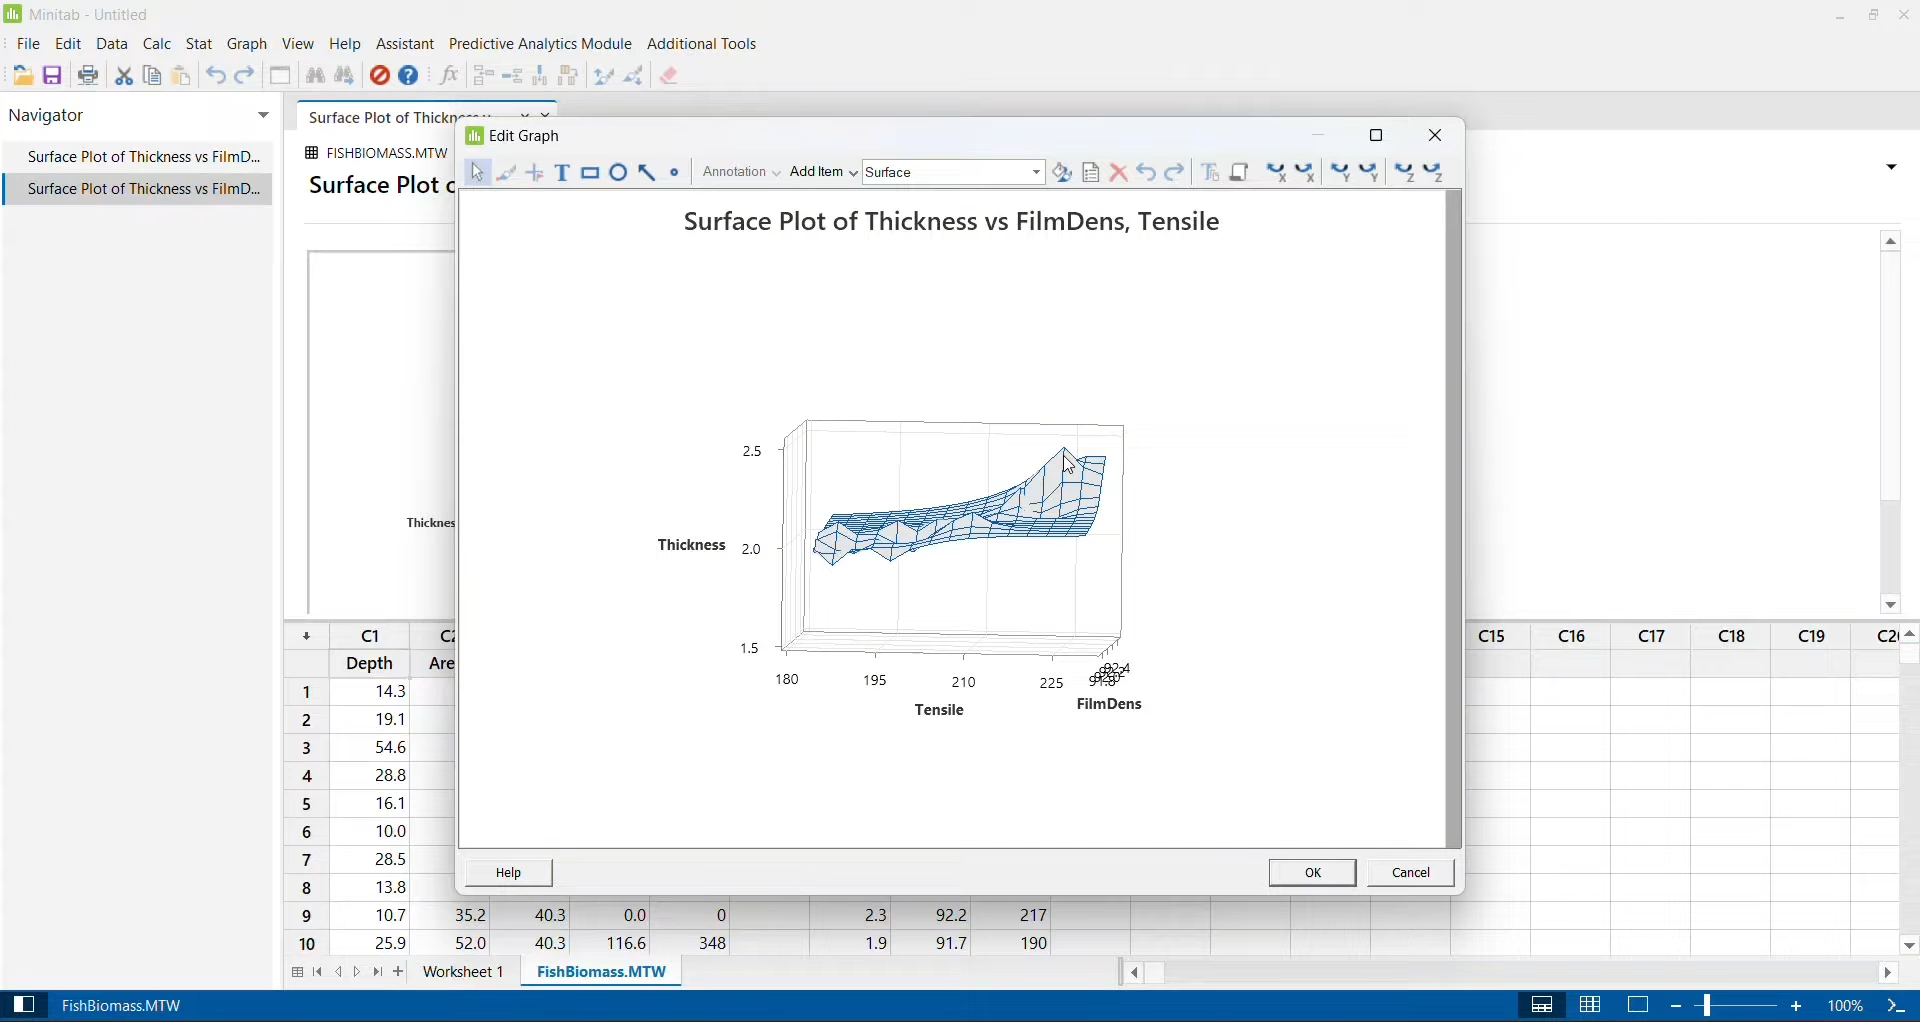 Minitab - Untitled
File Edit Data Calc Stat Graph View Help Assistant Predictive Analytics Module Additional Tools
Navigator
Surface Plot of Thickness vs FilmD...
Surface Plot of Thickness vs FilmD...
Surface Plot of
FISHBIOMASS.MTW
Surface Plot
Thicknes
Edit Graph
Annotation Add Item Surface
Surface Plot of Thickness vs FilmDens, Tensile
2.5
Thickness 2.0
1.5
180 195 210 225
Tensile
FilmDens
Help OK Cancel
C1 C15 C16 C17 C18 C19
Depth Are
1 14.3
2 19.1
3 54.6
4 28.8
5 16.1
6 10.0
7 28.5
8 13.8
9 10.7 35.2 40.3 0.0 0 2.3 92.2 217
10 25.9 52.0 40.3 116.6 348 1.9 91.7 190
Worksheet 1 FishBiomass.MTW
FishBiomass.MTW 100%